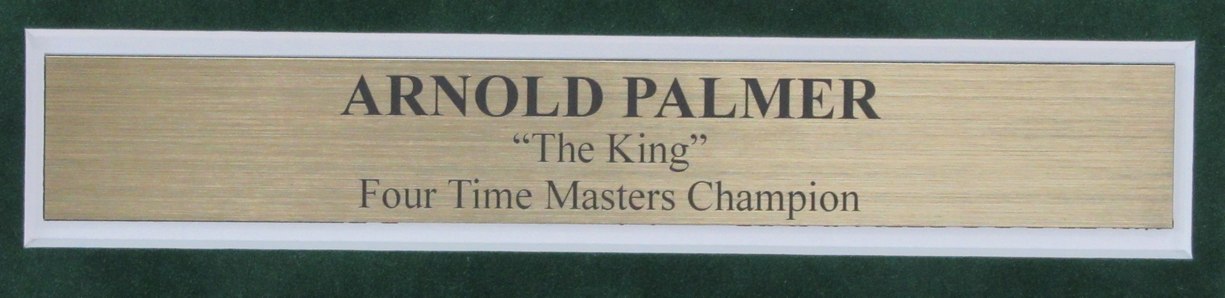 ARNOLD PALMER
“The King”
Four Time Masters Champion